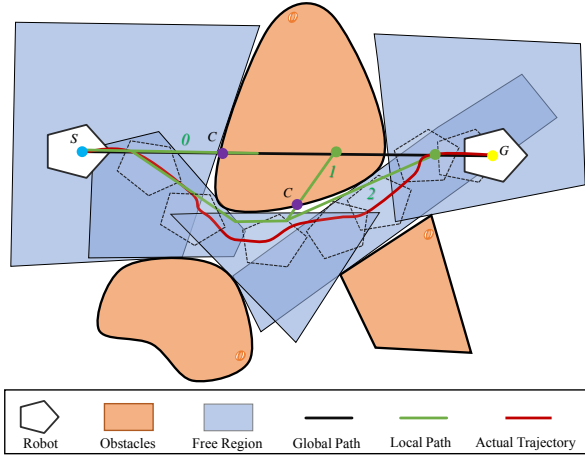 𝕆
S
0
C
1
G
C
2
𝕆
𝕆
Robot Obstacles Free Region Global Path Local Path Actual Trajectory